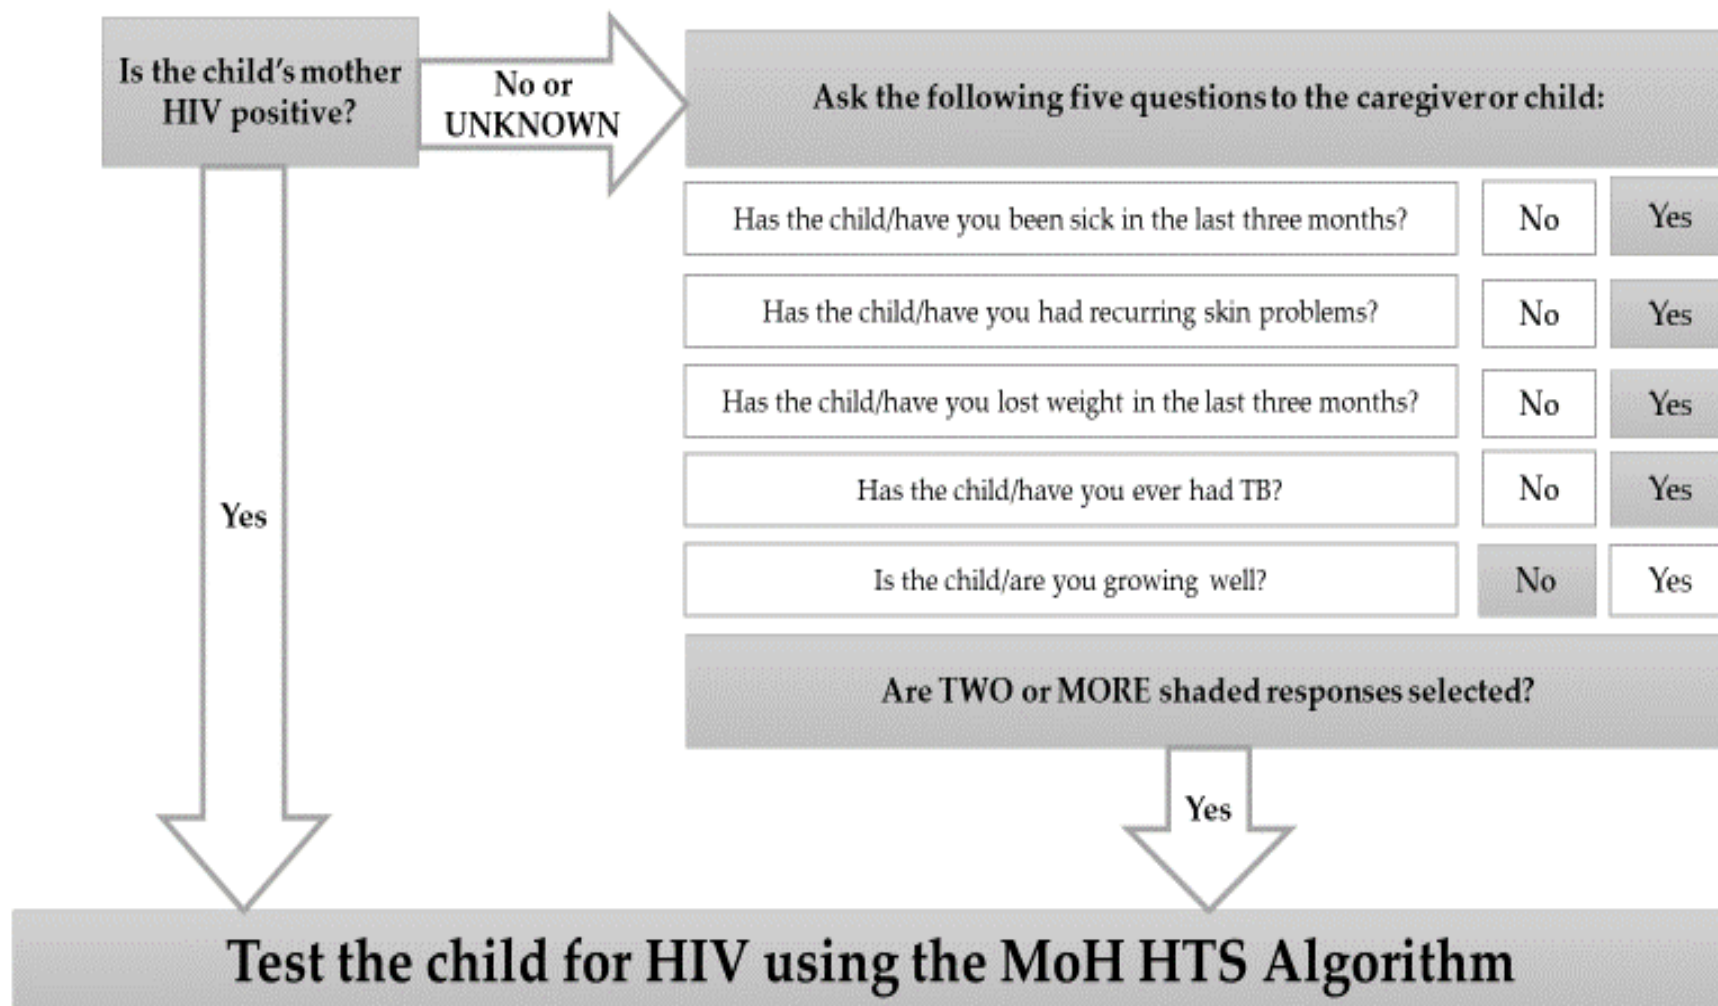 Is the child's mother
HIV positive?
No or
UNKNOWN
Ask the following five questions to the caregiver or child:
Has the child/have you been sick in the last three months?
No
Yes
Has the child/have you had recurring skin problems?
No
Yes
Has the child/have you lost weight in the last three months?
No
Yes
Has the child/have you ever had TB?
No
Yes
Is the child/are you growing well?
No
Yes
Are TWO or MORE shaded responses selected?
Yes
Yes
Test the child for HIV using the MoH HTS Algorithm